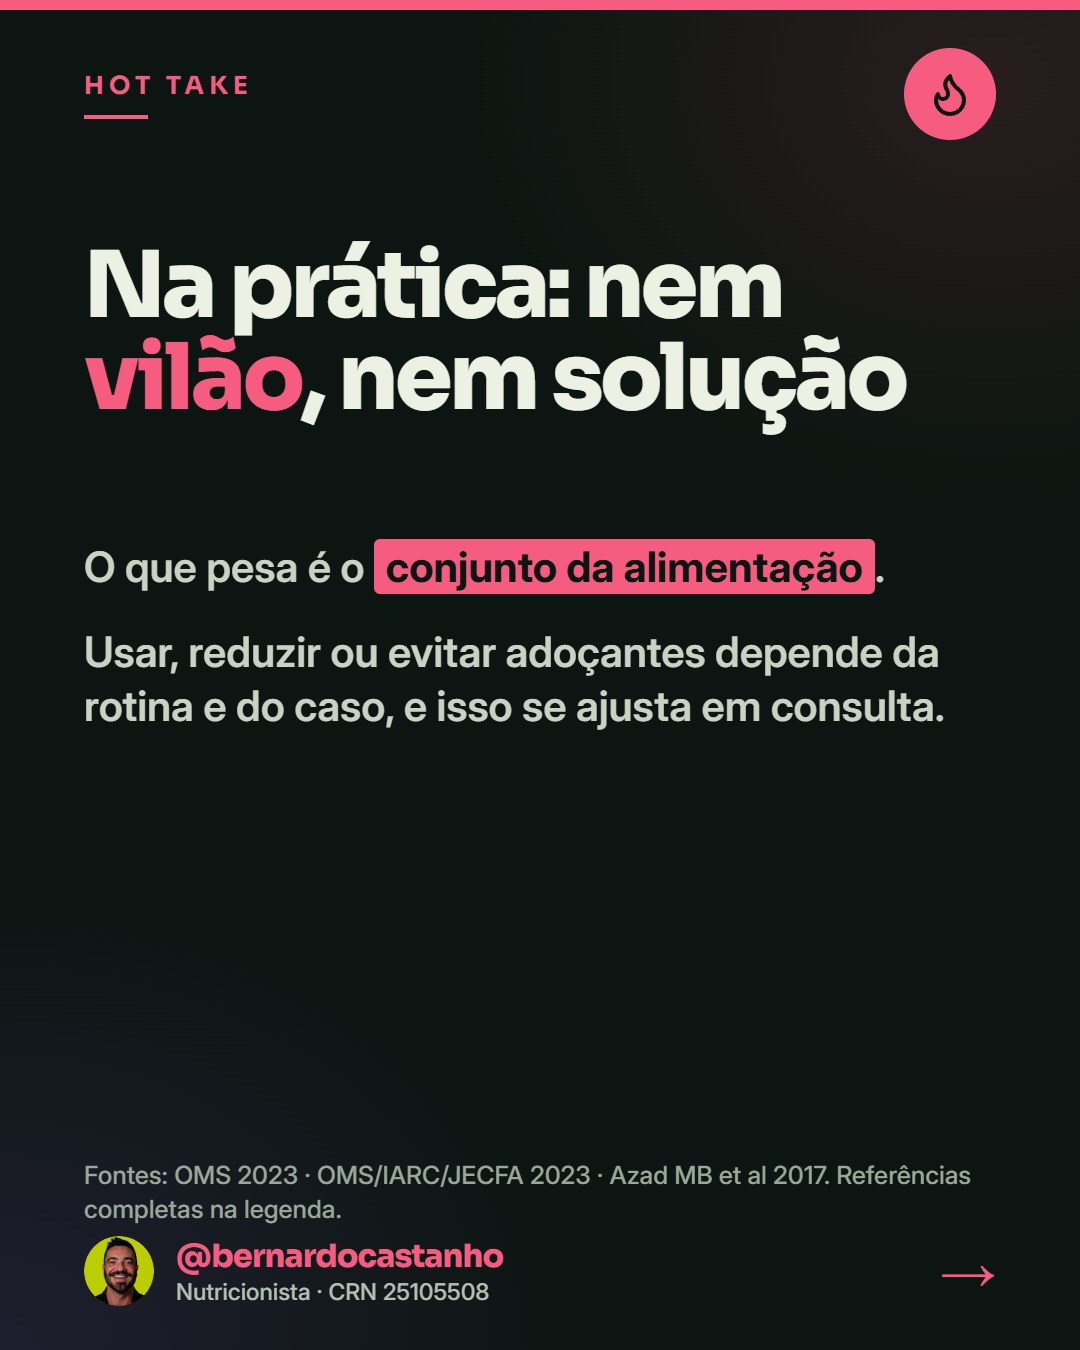 HOT TAKE
Na prática: nem
vilão, nem solução
O que pesa é o conjunto da alimentação.
Usar, reduzir ou evitar adoçantes depende da
rotina e do caso, e isso se ajusta em consulta.
Fontes: OMS 2023 · OMS/IARC/JECFA 2023 · Azad MB et al 2017. Referências
completas na legenda.
@bernardocastanho
Nutricionista · CRN 25105508